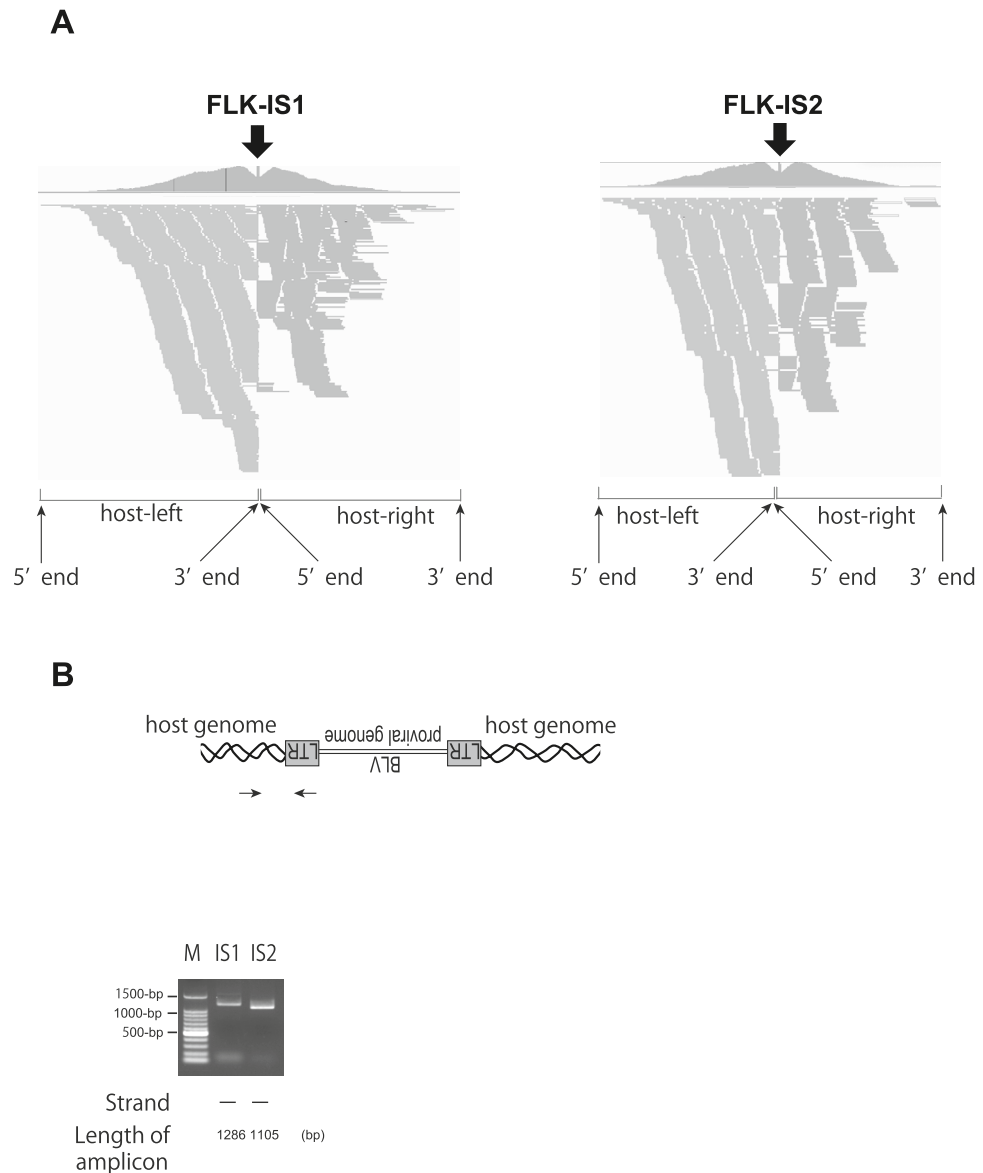 A
FLK-IS1
FLK-IS2
host-left
host-right
host-left
host-right
5’ end
3’ end
5’ end
3’ end
5’ end
3’ end
5’ end
3’ end
B
host genome
proviral genome
host genome
LTR
LTR
BLV
M IS1 IS2
1500-bp
1000-bp
500-bp
Strand — —
Length of
amplicon
1286 1105 (bp)